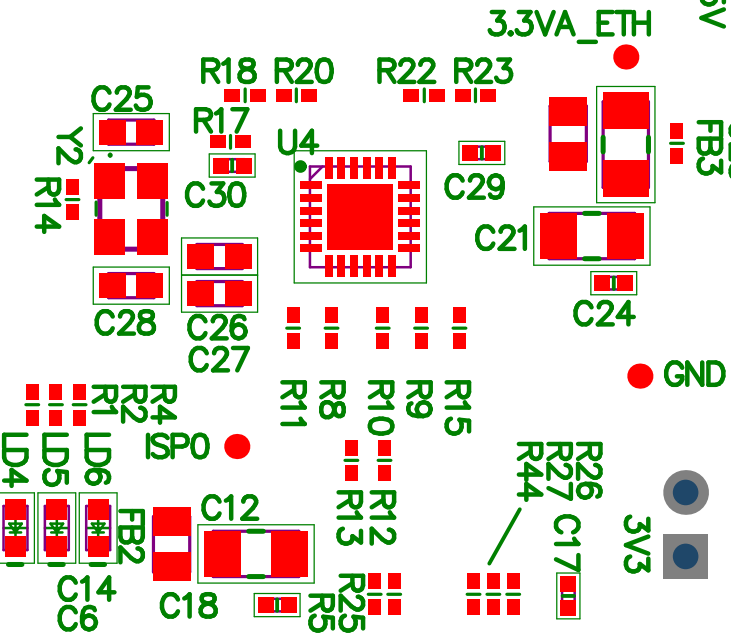 3.3VA_ETH
5V
R18 R20 R22 R23
C25
R17
U4
Y2
FB3
C30
C29
R14
C21
C28
C26
C27
C24
GND
R1
R2
R4
R11
R8
R10
R9
R15
ISP0
LD4
LD5
LD6
R44
R27
R26
R13
R12
C12
FB2
C17
3V3
C14
C6
C18
R5
R25